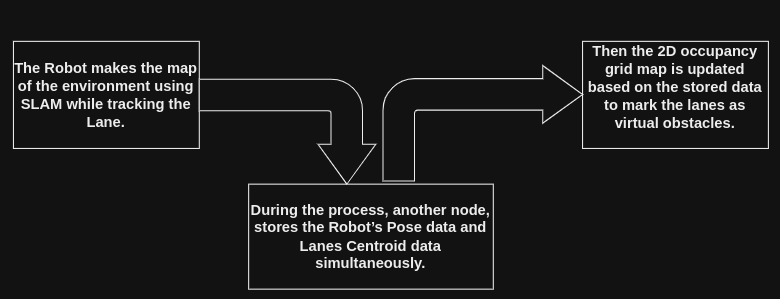 The Robot makes the map
of the environment using
SLAM while tracking the
Lane.
During the process, another node,
stores the Robot’s Pose data and
Lanes Centroid data
simultaneously.
Then the 2D occupancy
grid map is updated
based on the stored data
to mark the lanes as
virtual obstacles.